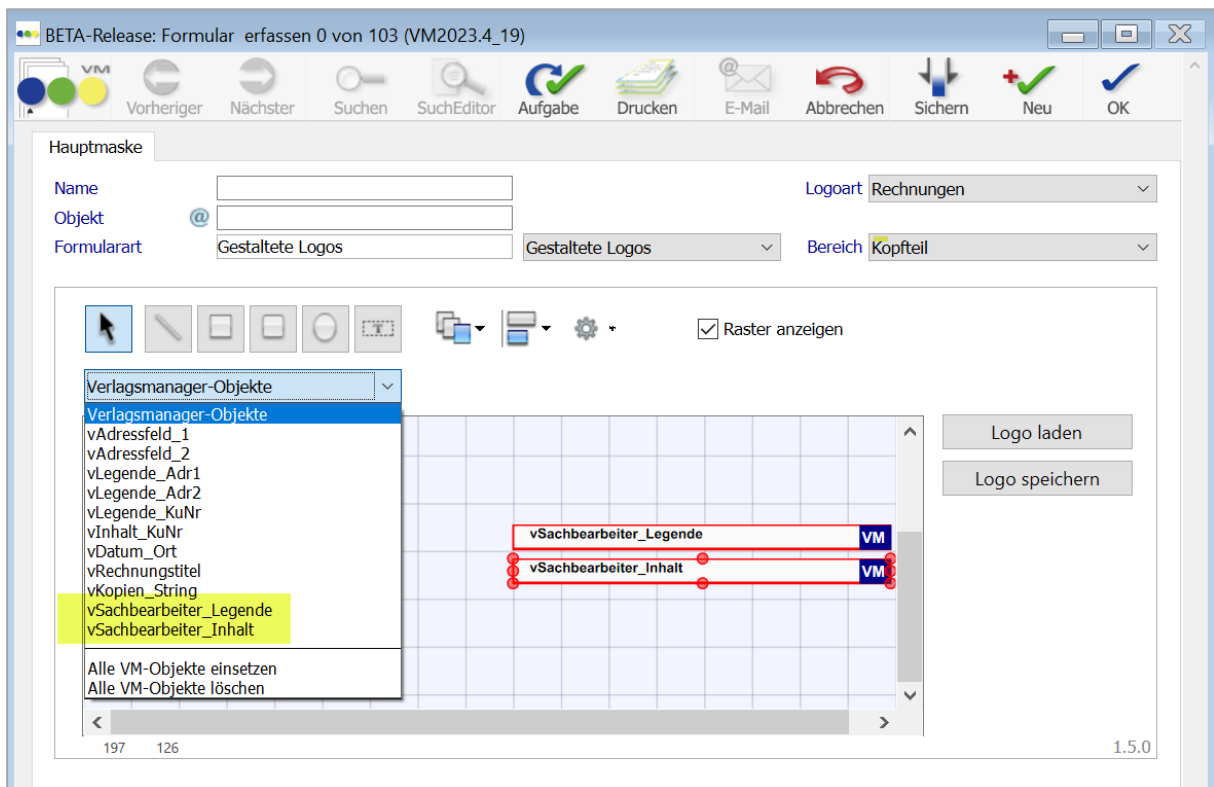 BETA-Release: Formular erfassen 0 von 103 (VM2023.4_19)
VM
Vorheriger Nächster Suchen SuchEditor Aufgabe Drucken E-Mail Abbrechen Sichern Neu OK
Hauptmaske
Name Logoart Rechnungen
Objekt @
Formularart Gestaltete Logos Gestaltete Logos Bereich Kopfteil
T Raster anzeigen
Verlagsmanager-Objekte
Verlagsmanager-Objekte
vAdressfeld_1
vAdressfeld_2
vLegende_Adr1
vLegende_Adr2
vLegende_KuNr
vInhalt_KuNr
vDatum_Ort
vRechnungstitel
vKopien_String
vSachbearbeiter_Legende
vSachbearbeiter_Inhalt
Alle VM-Objekte einsetzen
Alle VM-Objekte löschen
vSachbearbeiter_Legende VM
vSachbearbeiter_Inhalt VM
Logo laden
Logo speichern
197 126 1.5.0